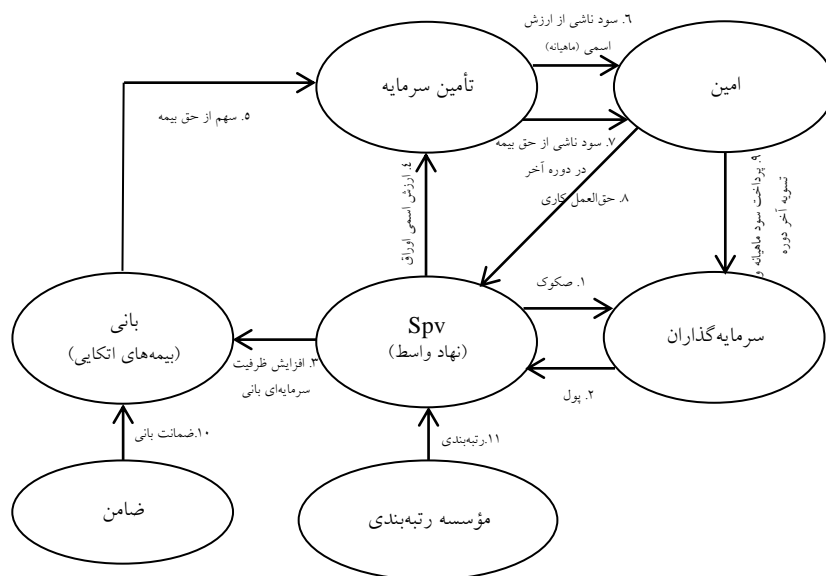 ۶. سود ناشی از ارزش
اسمی (ماهیانه)
تأمین سرمایه
امین
۵. سهم از حق بیمه
۷. سود ناشی از حق بیمه
در دوره آخر
۸. حق‌العمل کاری
۴. ارزش اسمی اوراق
۹. پرداخت سود ماهیانه و
تسویه آخر دوره
بانی
(بیمه‌های اتکایی)
Spv
(نهاد واسط)
۱. صکوک
سرمایه‌گذاران
۳. افزایش ظرفیت
سرمایه‌ای بانی
۲. پول
۱۰.ضمانت بانی
۱۱.رتبه‌بندی
ضامن
مؤسسه رتبه‌بندی